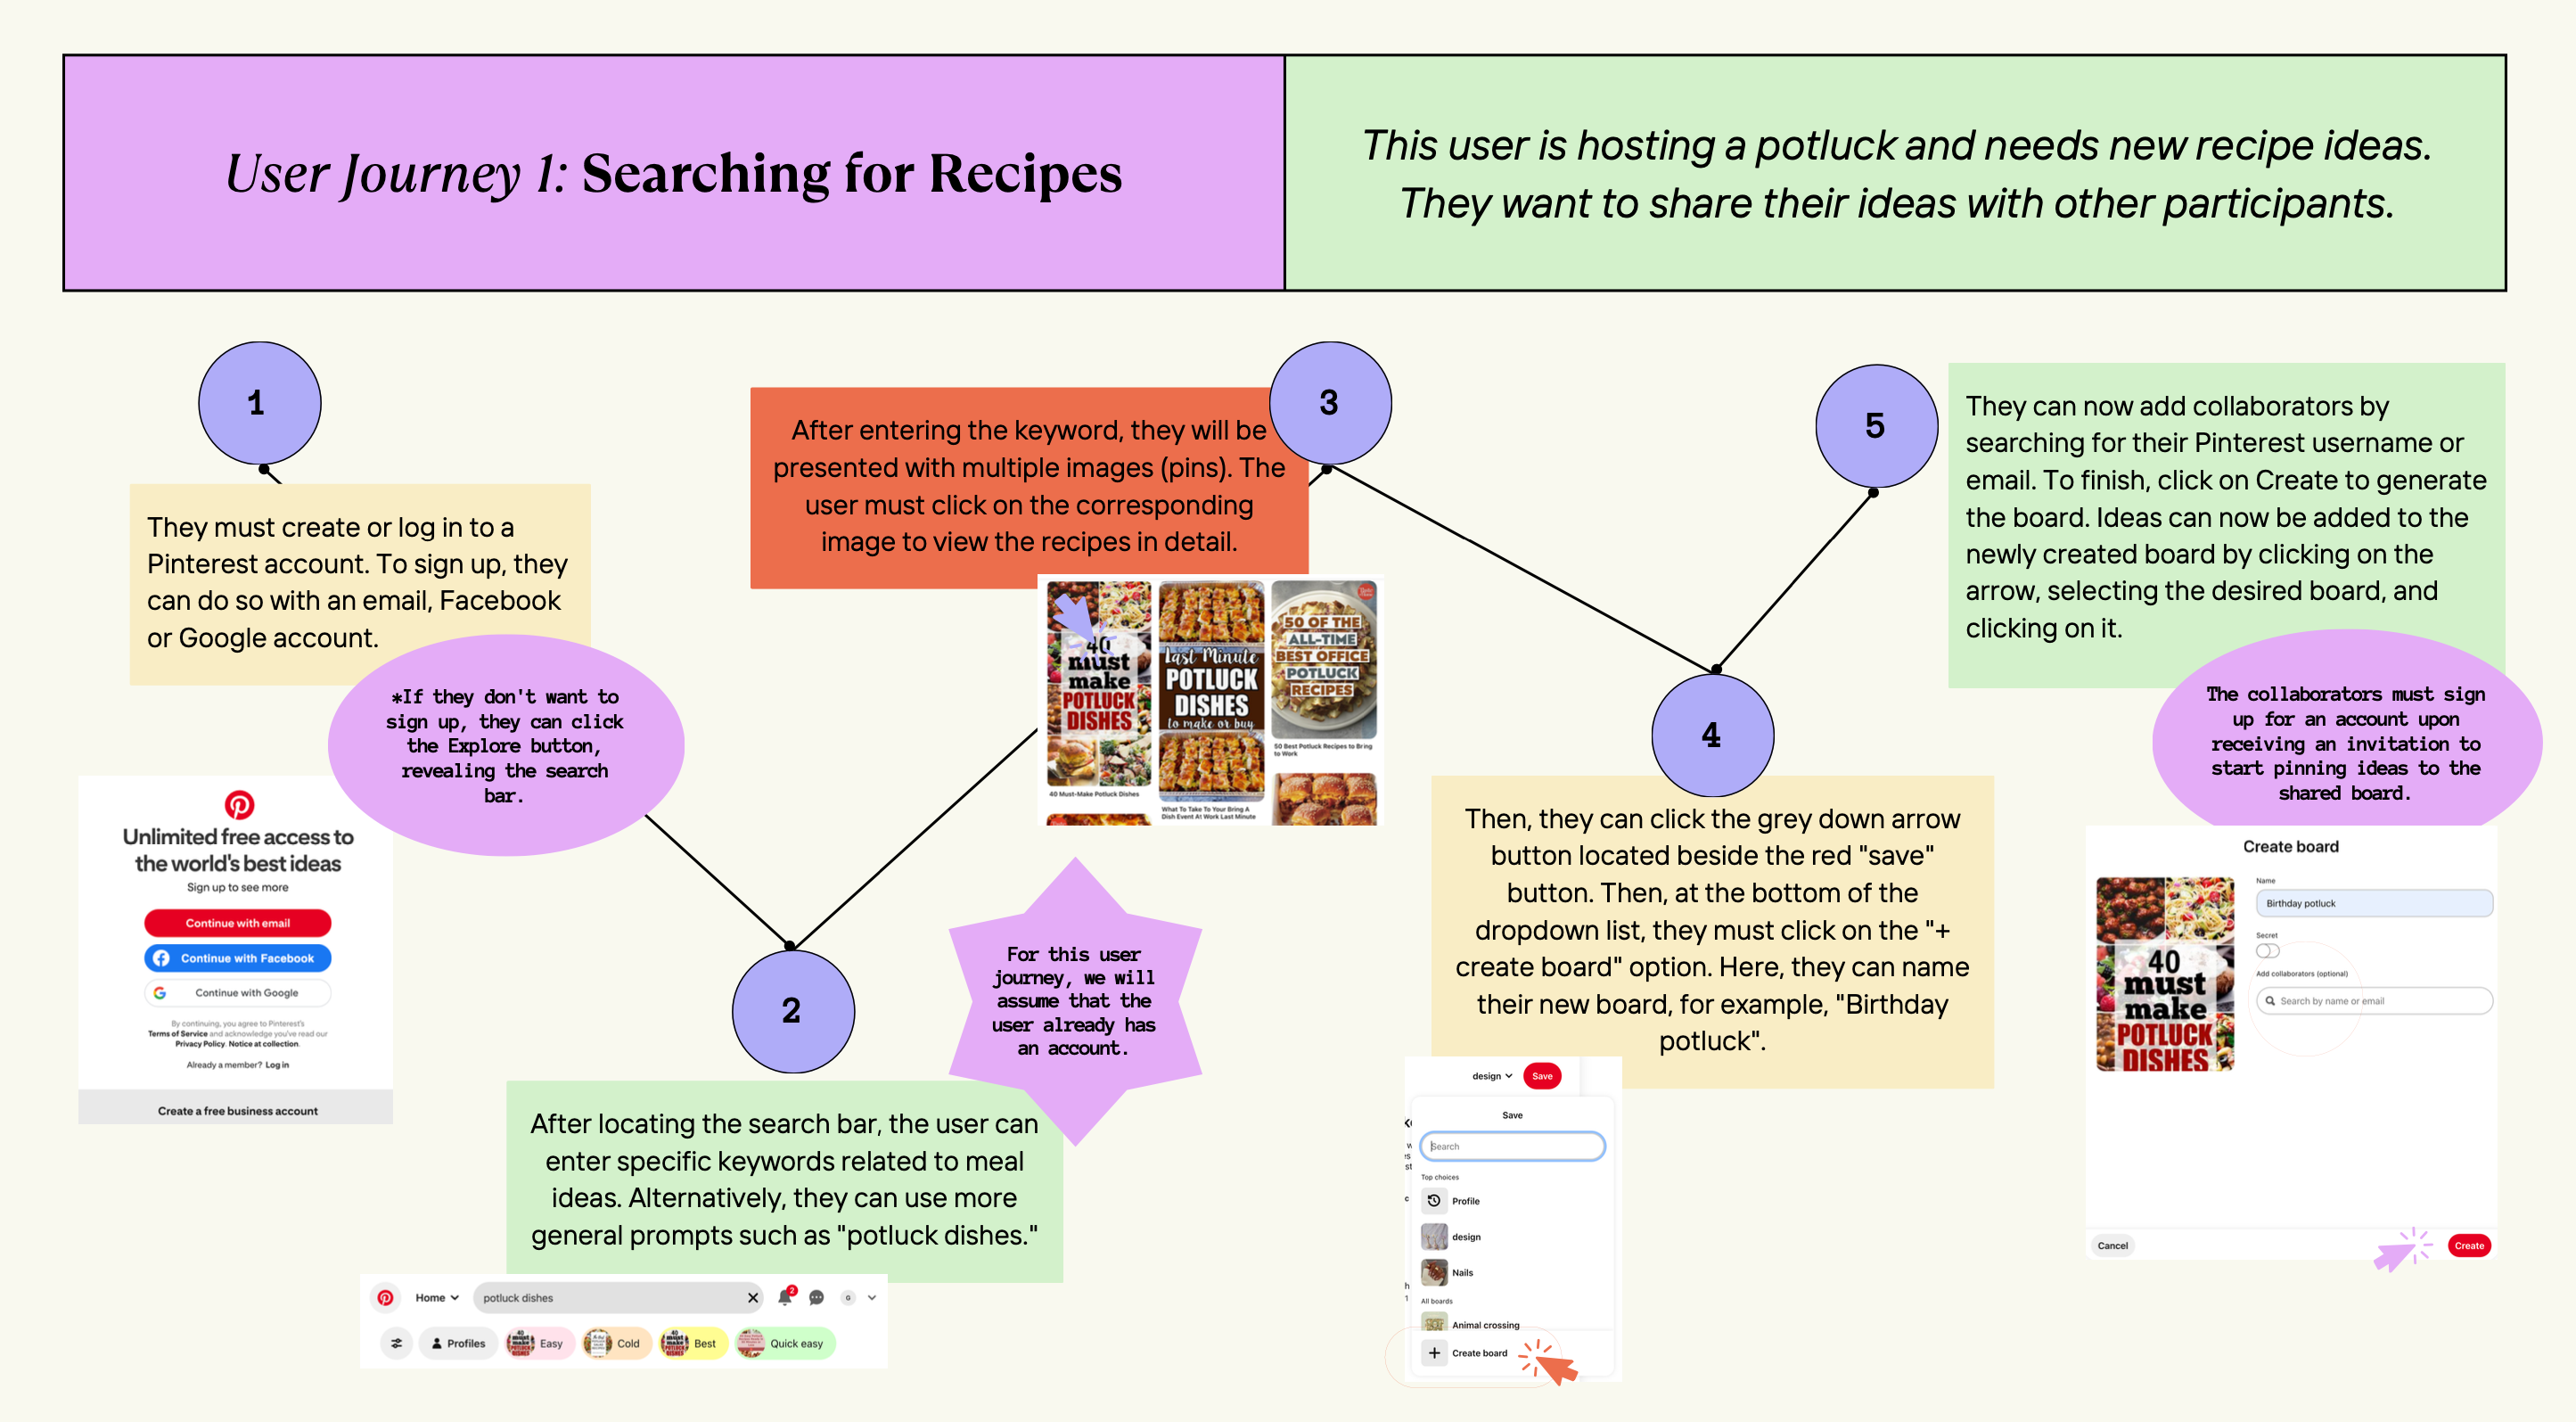 User Journey 1: Searching for Recipes
This user is hosting a potluck and needs new recipe ideas.
They want to share their ideas with other participants.
1
They must create or log in to a
Pinterest account. To sign up, they
can do so with an email, Facebook
or Google account.
*If they don't want to
sign up, they can click
the Explore button,
revealing the search
bar.
Unlimited free access to
the world's best ideas
Sign up to see more
Continue with email
Continue with Facebook
Continue with Google
By continuing, you agree to Pinterest's
Terms of Service and acknowledge you've read our
Privacy Policy. Notice at collection.
Already a member? Log in
Create a free business account
2
After locating the search bar, the user can
enter specific keywords related to meal
ideas. Alternatively, they can use more
general prompts such as "potluck dishes."
For this user
journey, we will
assume that the
user already has
an account.
Home
potluck dishes
2
G
Profiles
Easy
Cold
Best
Quick easy
3
After entering the keyword, they will be
presented with multiple images (pins). The
user must click on the corresponding
image to view the recipes in detail.
40
must
make
POTLUCK
DISHES
40 Must-Make Potluck Dishes
Last Minute
POTLUCK
DISHES
to make or buy
What To Take To Your Bring A
Dish Event At Work Last Minute
50 OF THE
ALL-TIME
BEST OFFICE
POTLUCK
RECIPES
50 Best Potluck Recipes to Bring
to Work
4
Then, they can click the grey down arrow
button located beside the red "save"
button. Then, at the bottom of the
dropdown list, they must click on the "+
create board" option. Here, they can name
their new board, for example, "Birthday
potluck".
design
Save
Save
Search
Top choices
Profile
design
Nails
All boards
Animal crossing
Create board
5
They can now add collaborators by
searching for their Pinterest username or
email. To finish, click on Create to generate
the board. Ideas can now be added to the
newly created board by clicking on the
arrow, selecting the desired board, and
clicking on it.
The collaborators must sign
up for an account upon
receiving an invitation to
start pinning ideas to the
shared board.
Create board
40
must
make
POTLUCK
DISHES
Name
Birthday potluck
Secret
Add collaborators (optional)
Search by name or email
Cancel
Create